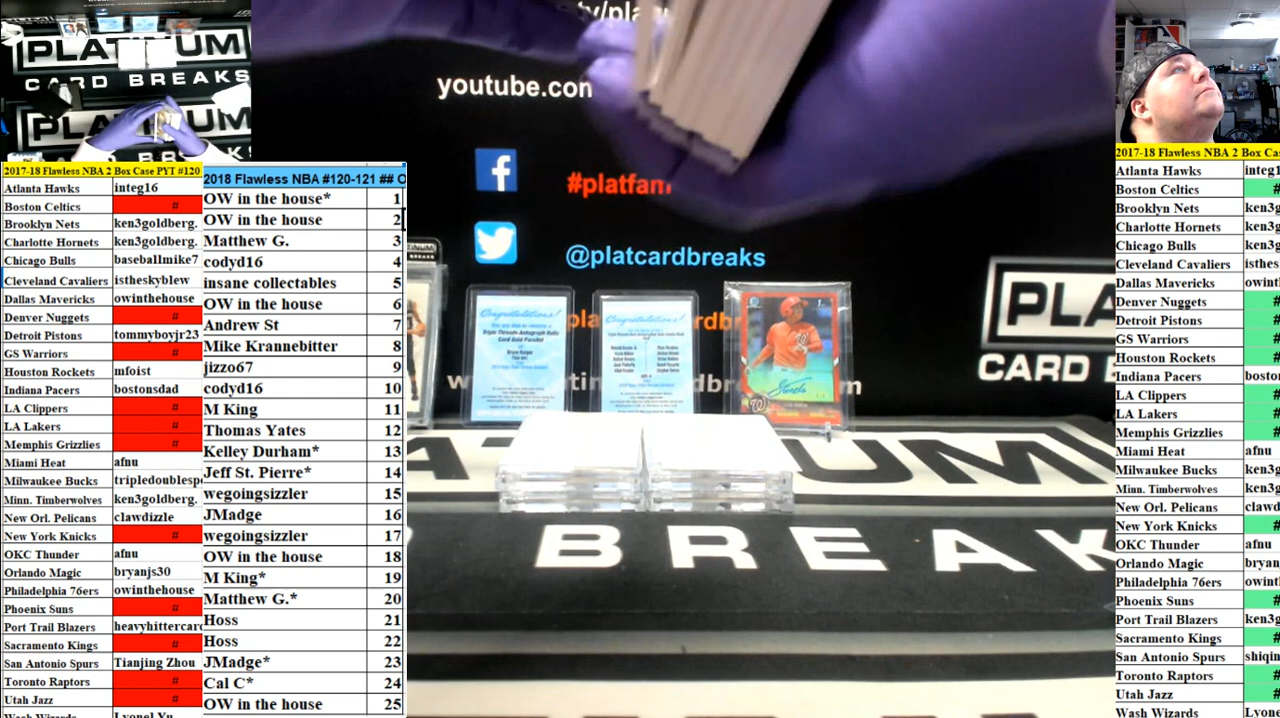 PLATINUM
CARD BREAKS
PLATINUM
2017-18 Flawless NBA 2 Box Case PYT #120
Atlanta Hawks integ16
Boston Celtics #
Brooklyn Nets ken3goldberg.
Charlotte Hornets ken3goldberg.
Chicago Bulls baseballmike7
Cleveland Cavaliers istheskyblew
Dallas Mavericks owinthehouse
Denver Nuggets #
Detroit Pistons tommyboyjr23
GS Warriors #
Houston Rockets mfoist
Indiana Pacers bostonsdad
LA Clippers #
LA Lakers #
Memphis Grizzlies #
Miami Heat afnu
Milwaukee Bucks tripledoublesp
Minn. Timberwolves ken3goldberg.
New Orl. Pelicans clawdizzle
New York Knicks #
OKC Thunder afnu
Orlando Magic bryanjs30
Philadelphia 76ers owinthehouse
Phoenix Suns #
Port Trail Blazers heavyhittercar
Sacramento Kings #
San Antonio Spurs Tianjing Zhou
Toronto Raptors #
Utah Jazz #
Wash Wizards Lyonel Yu
2018 Flawless NBA #120-121 ## O
OW in the house* 1
OW in the house 2
Matthew G. 3
codyd16 4
insane collectables 5
OW in the house 6
Andrew St 7
Mike Krannebitter 8
jizzo67 9
codyd16 10
M King 11
Thomas Yates 12
Kelley Durham* 13
Jeff St. Pierre* 14
wegoingsizzler 15
JMadge 16
wegoingsizzler 17
OW in the house 18
M King* 19
Matthew G.* 20
Hoss 21
Hoss 22
JMadge* 23
Cal C* 24
OW in the house 25
youtube.con
#platfam
@platcardbreaks
Congratulations!
Congratulations!
PLA
CARD B
BREAK
2017-18 Flawless NBA 2 Box Ca
Atlanta Hawks integ1
Boston Celtics #
Brooklyn Nets ken3g
Charlotte Hornets ken3g
Chicago Bulls ken3g
Cleveland Cavaliers isthes
Dallas Mavericks owint
Denver Nuggets #
Detroit Pistons #
GS Warriors #
Houston Rockets #
Indiana Pacers bosto
LA Clippers #
LA Lakers #
Memphis Grizzlies #
Miami Heat afnu
Milwaukee Bucks ken3g
Minn. Timberwolves ken3g
New Orl. Pelicans clawd
New York Knicks #
OKC Thunder afnu
Orlando Magic bryan
Philadelphia 76ers owint
Phoenix Suns #
Port Trail Blazers ken3g
Sacramento Kings #
San Antonio Spurs shiqin
Toronto Raptors #
Utah Jazz #
Wash Wizards Lyone